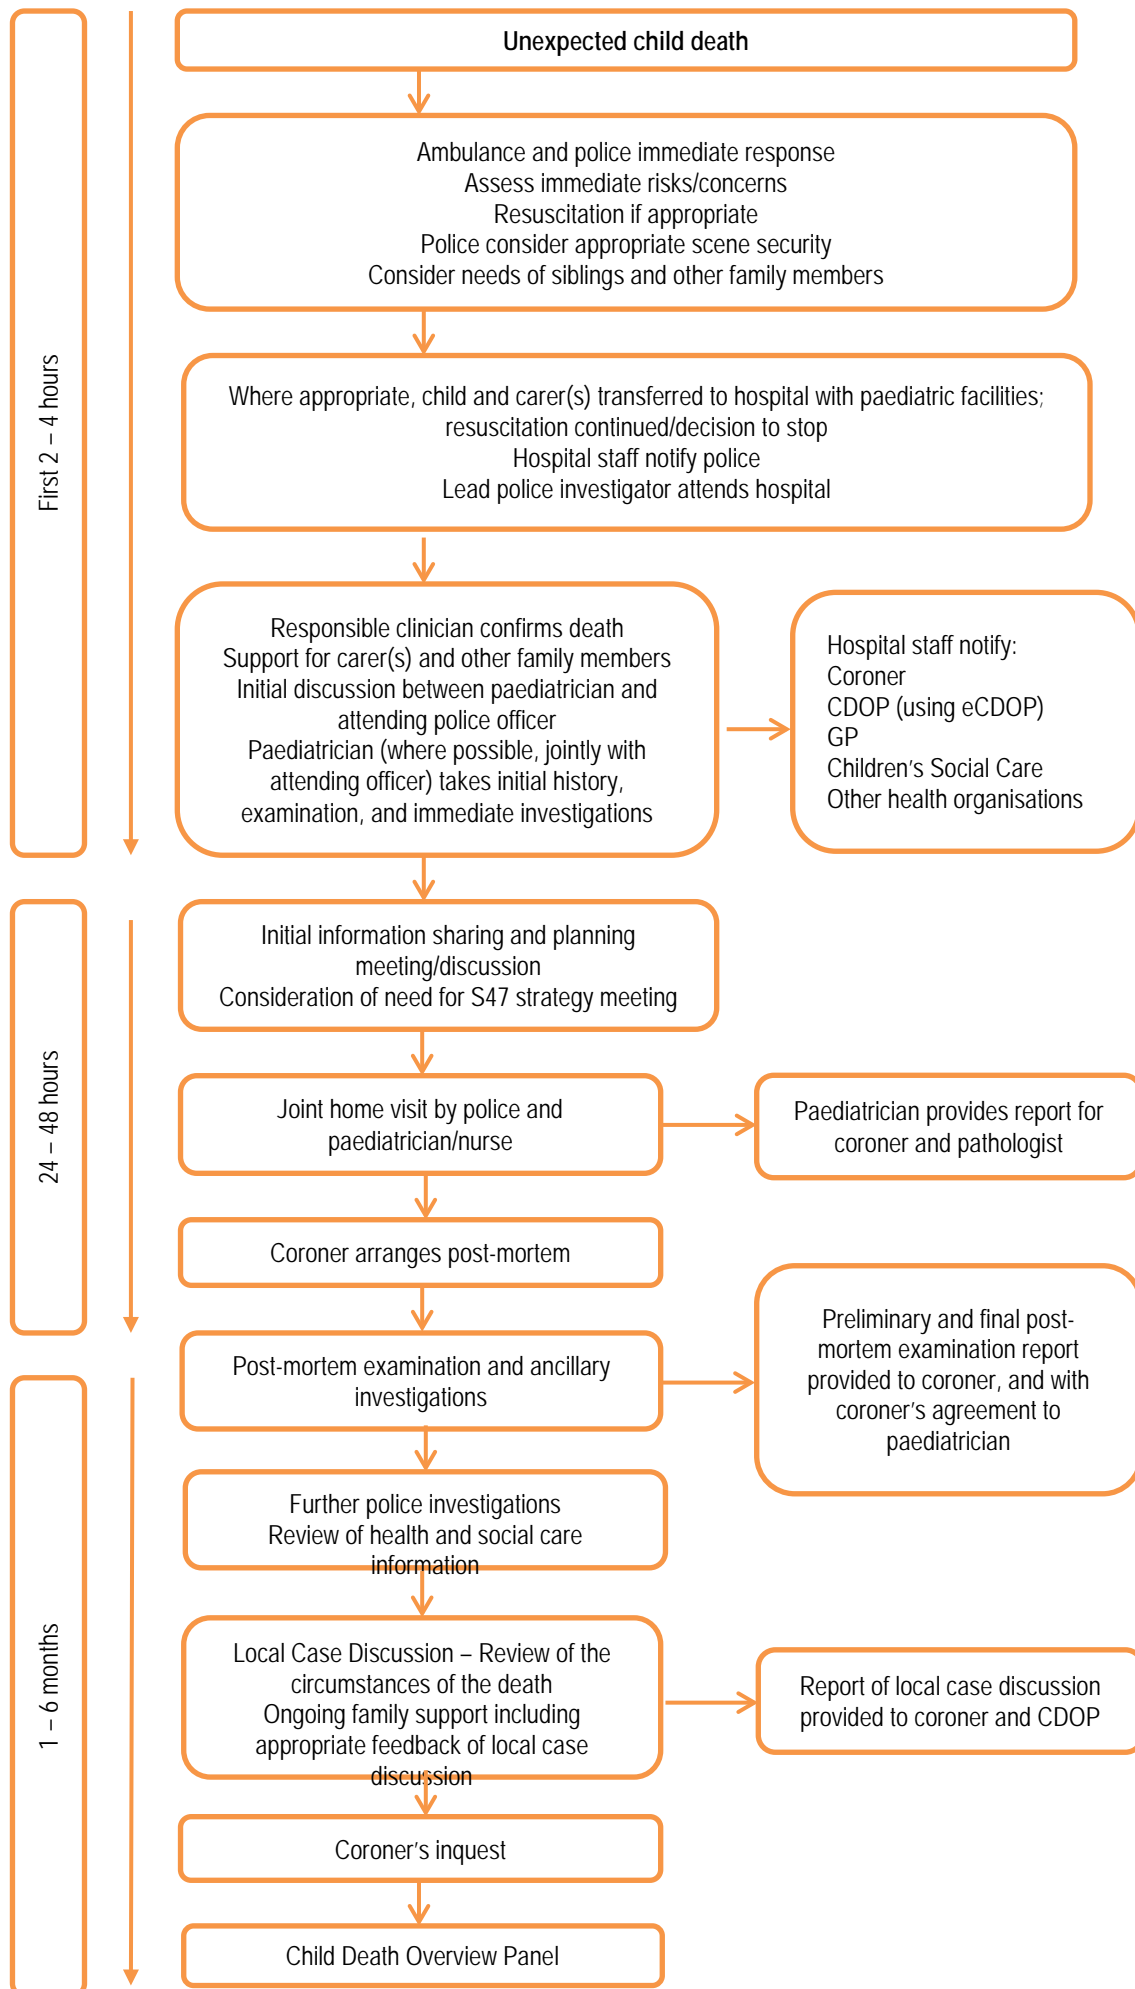 Unexpected child death
First 2 – 4 hours
Ambulance and police immediate response
Assess immediate risks/concerns
Resuscitation if appropriate
Police consider appropriate scene security
Consider needs of siblings and other family members
Where appropriate, child and carer(s) transferred to hospital with paediatric facilities;
resuscitation continued/decision to stop
Hospital staff notify police
Lead police investigator attends hospital
Responsible clinician confirms death
Support for carer(s) and other family members
Initial discussion between paediatrician and
attending police officer
Paediatrician (where possible, jointly with
attending officer) takes initial history,
examination, and immediate investigations
Hospital staff notify:
Coroner
CDOP (using eCDOP)
GP
Children’s Social Care
Other health organisations
24 – 48 hours
Initial information sharing and planning
meeting/discussion
Consideration of need for S47 strategy meeting
Joint home visit by police and
paediatrician/nurse
Paediatrician provides report for
coroner and pathologist
Coroner arranges post-mortem
Post-mortem examination and ancillary
investigations
Preliminary and final post-
mortem examination report
provided to coroner, and with
coroner’s agreement to
paediatrician
1 – 6 months
Further police investigations
Review of health and social care
information
Local Case Discussion – Review of the
circumstances of the death
Ongoing family support including
appropriate feedback of local case
discussion
Report of local case discussion
provided to coroner and CDOP
Coroner’s inquest
Child Death Overview Panel